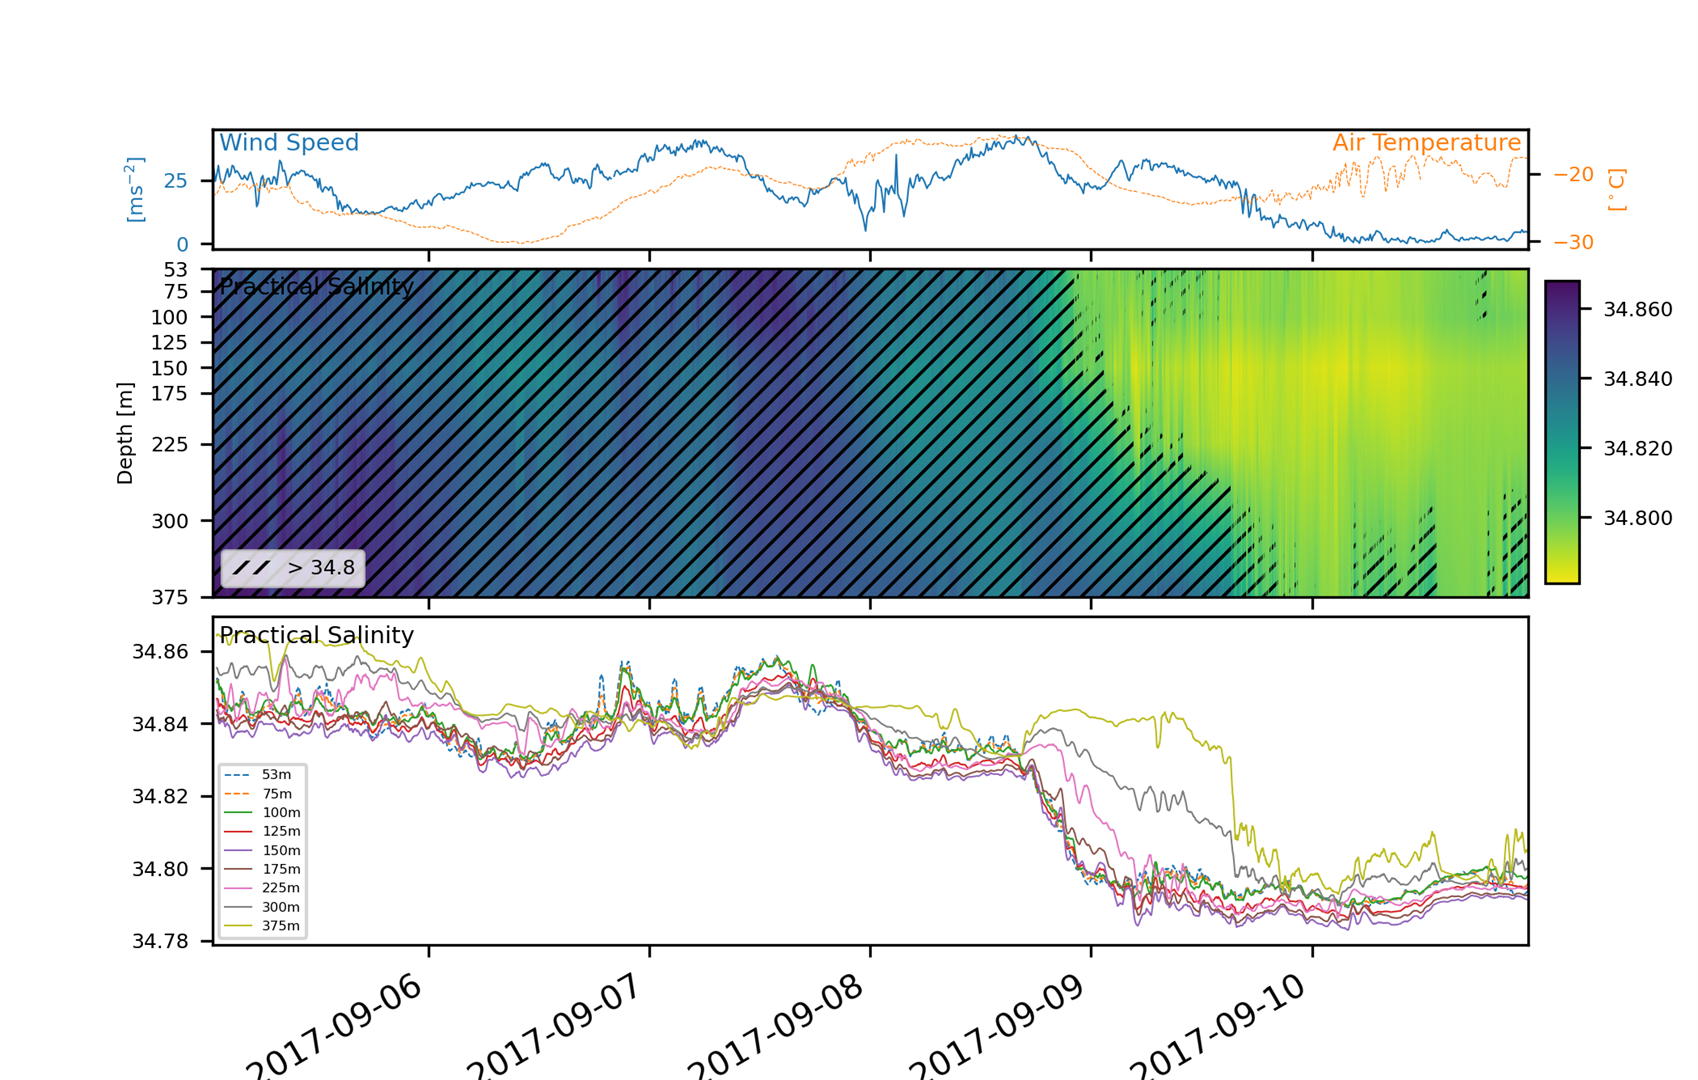 Wind Speed
Air Temperature
[ms⁻²]
25
0
−20
−30
[°C]
Practical Salinity
Depth [m]
53
75
100
125
150
175
225
300
375
> 34.8
34.860
34.840
34.820
34.800
Practical Salinity
34.86
34.84
34.82
34.80
34.78
53m
75m
100m
125m
150m
175m
225m
300m
375m
2017-09-06
2017-09-07
2017-09-08
2017-09-09
2017-09-10